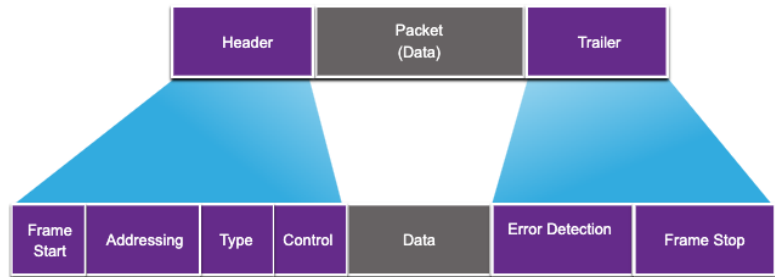 Header
Packet
(Data)
Trailer
Frame
Start
Addressing
Type
Control
Data
Error Detection
Frame Stop